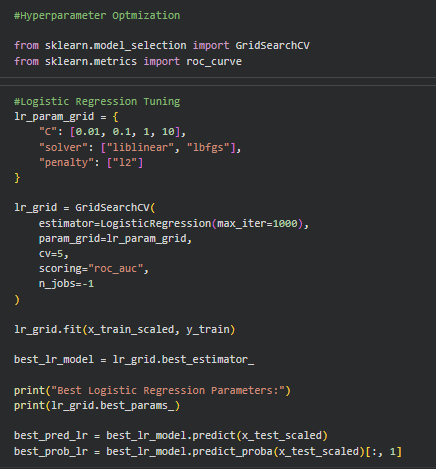 #Hyperparameter Optmization
from sklearn.model_selection import GridSearchCV
from sklearn.metrics import roc_curve
#Logistic Regression Tuning
lr_param_grid = {
    "C": [0.01, 0.1, 1, 10],
    "solver": ["liblinear", "lbfgs"],
    "penalty": ["l2"]
}
lr_grid = GridSearchCV(
    estimator=LogisticRegression(max_iter=1000),
    param_grid=lr_param_grid,
    cv=5,
    scoring="roc_auc",
    n_jobs=-1
)
lr_grid.fit(x_train_scaled, y_train)
best_lr_model = lr_grid.best_estimator_
print("Best Logistic Regression Parameters:")
print(lr_grid.best_params_)
best_pred_lr = best_lr_model.predict(x_test_scaled)
best_prob_lr = best_lr_model.predict_proba(x_test_scaled)[:, 1]